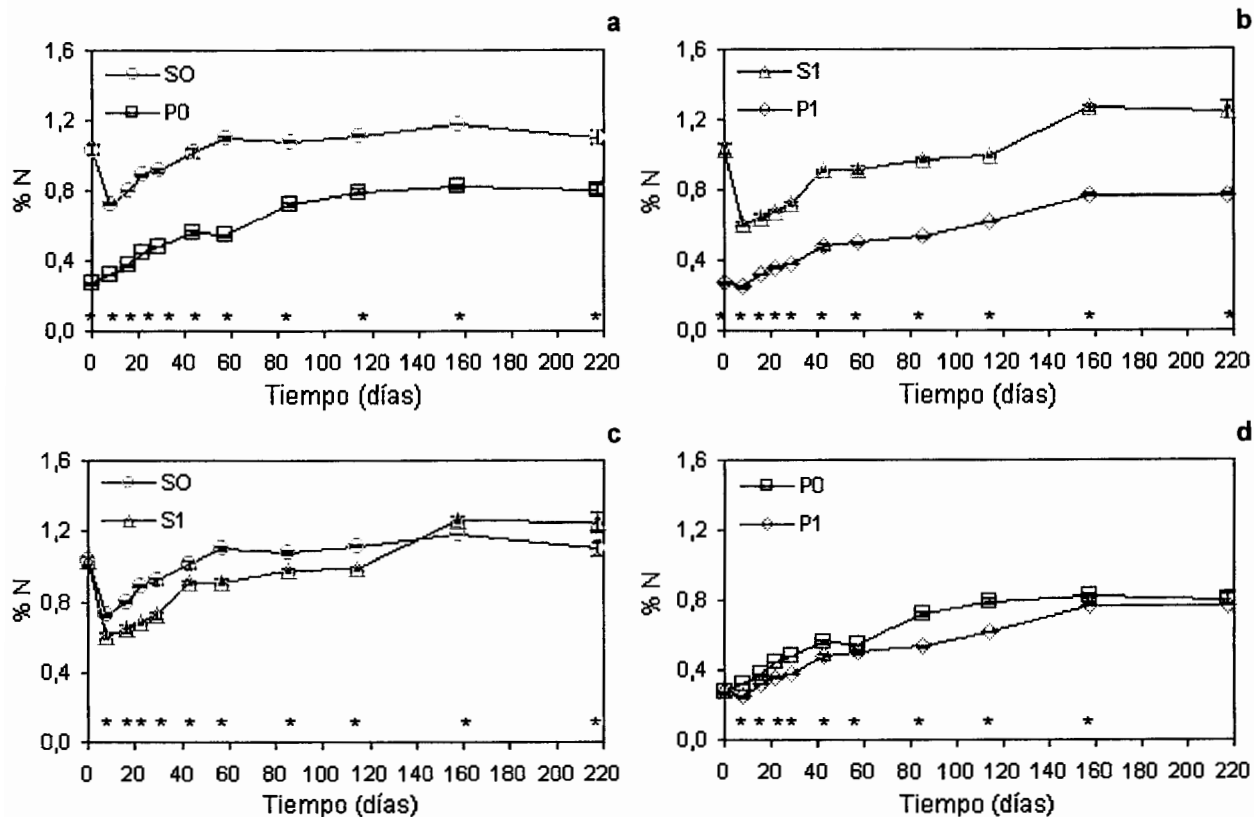 a
1,6
1,2
0,8
0,4
0,0
% N
SO
P0
* * * * * * * * * * *
0 20 40 60 80 100 120 140 160 180 200 220
Tiempo (días)
b
1,6
1,2
0,8
0,4
0,0
% N
S1
P1
* * * * * * * * * * *
0 20 40 60 80 100 120 140 160 180 200 220
Tiempo (días)
c
1,6
1,2
0,8
0,4
0,0
% N
SO
S1
* * * * * * * * * *
0 20 40 60 80 100 120 140 160 180 200 220
Tiempo (días)
d
1,6
1,2
0,8
0,4
0,0
% N
P0
P1
* * * * * * * * *
0 20 40 60 80 100 120 140 160 180 200 220
Tiempo (días)